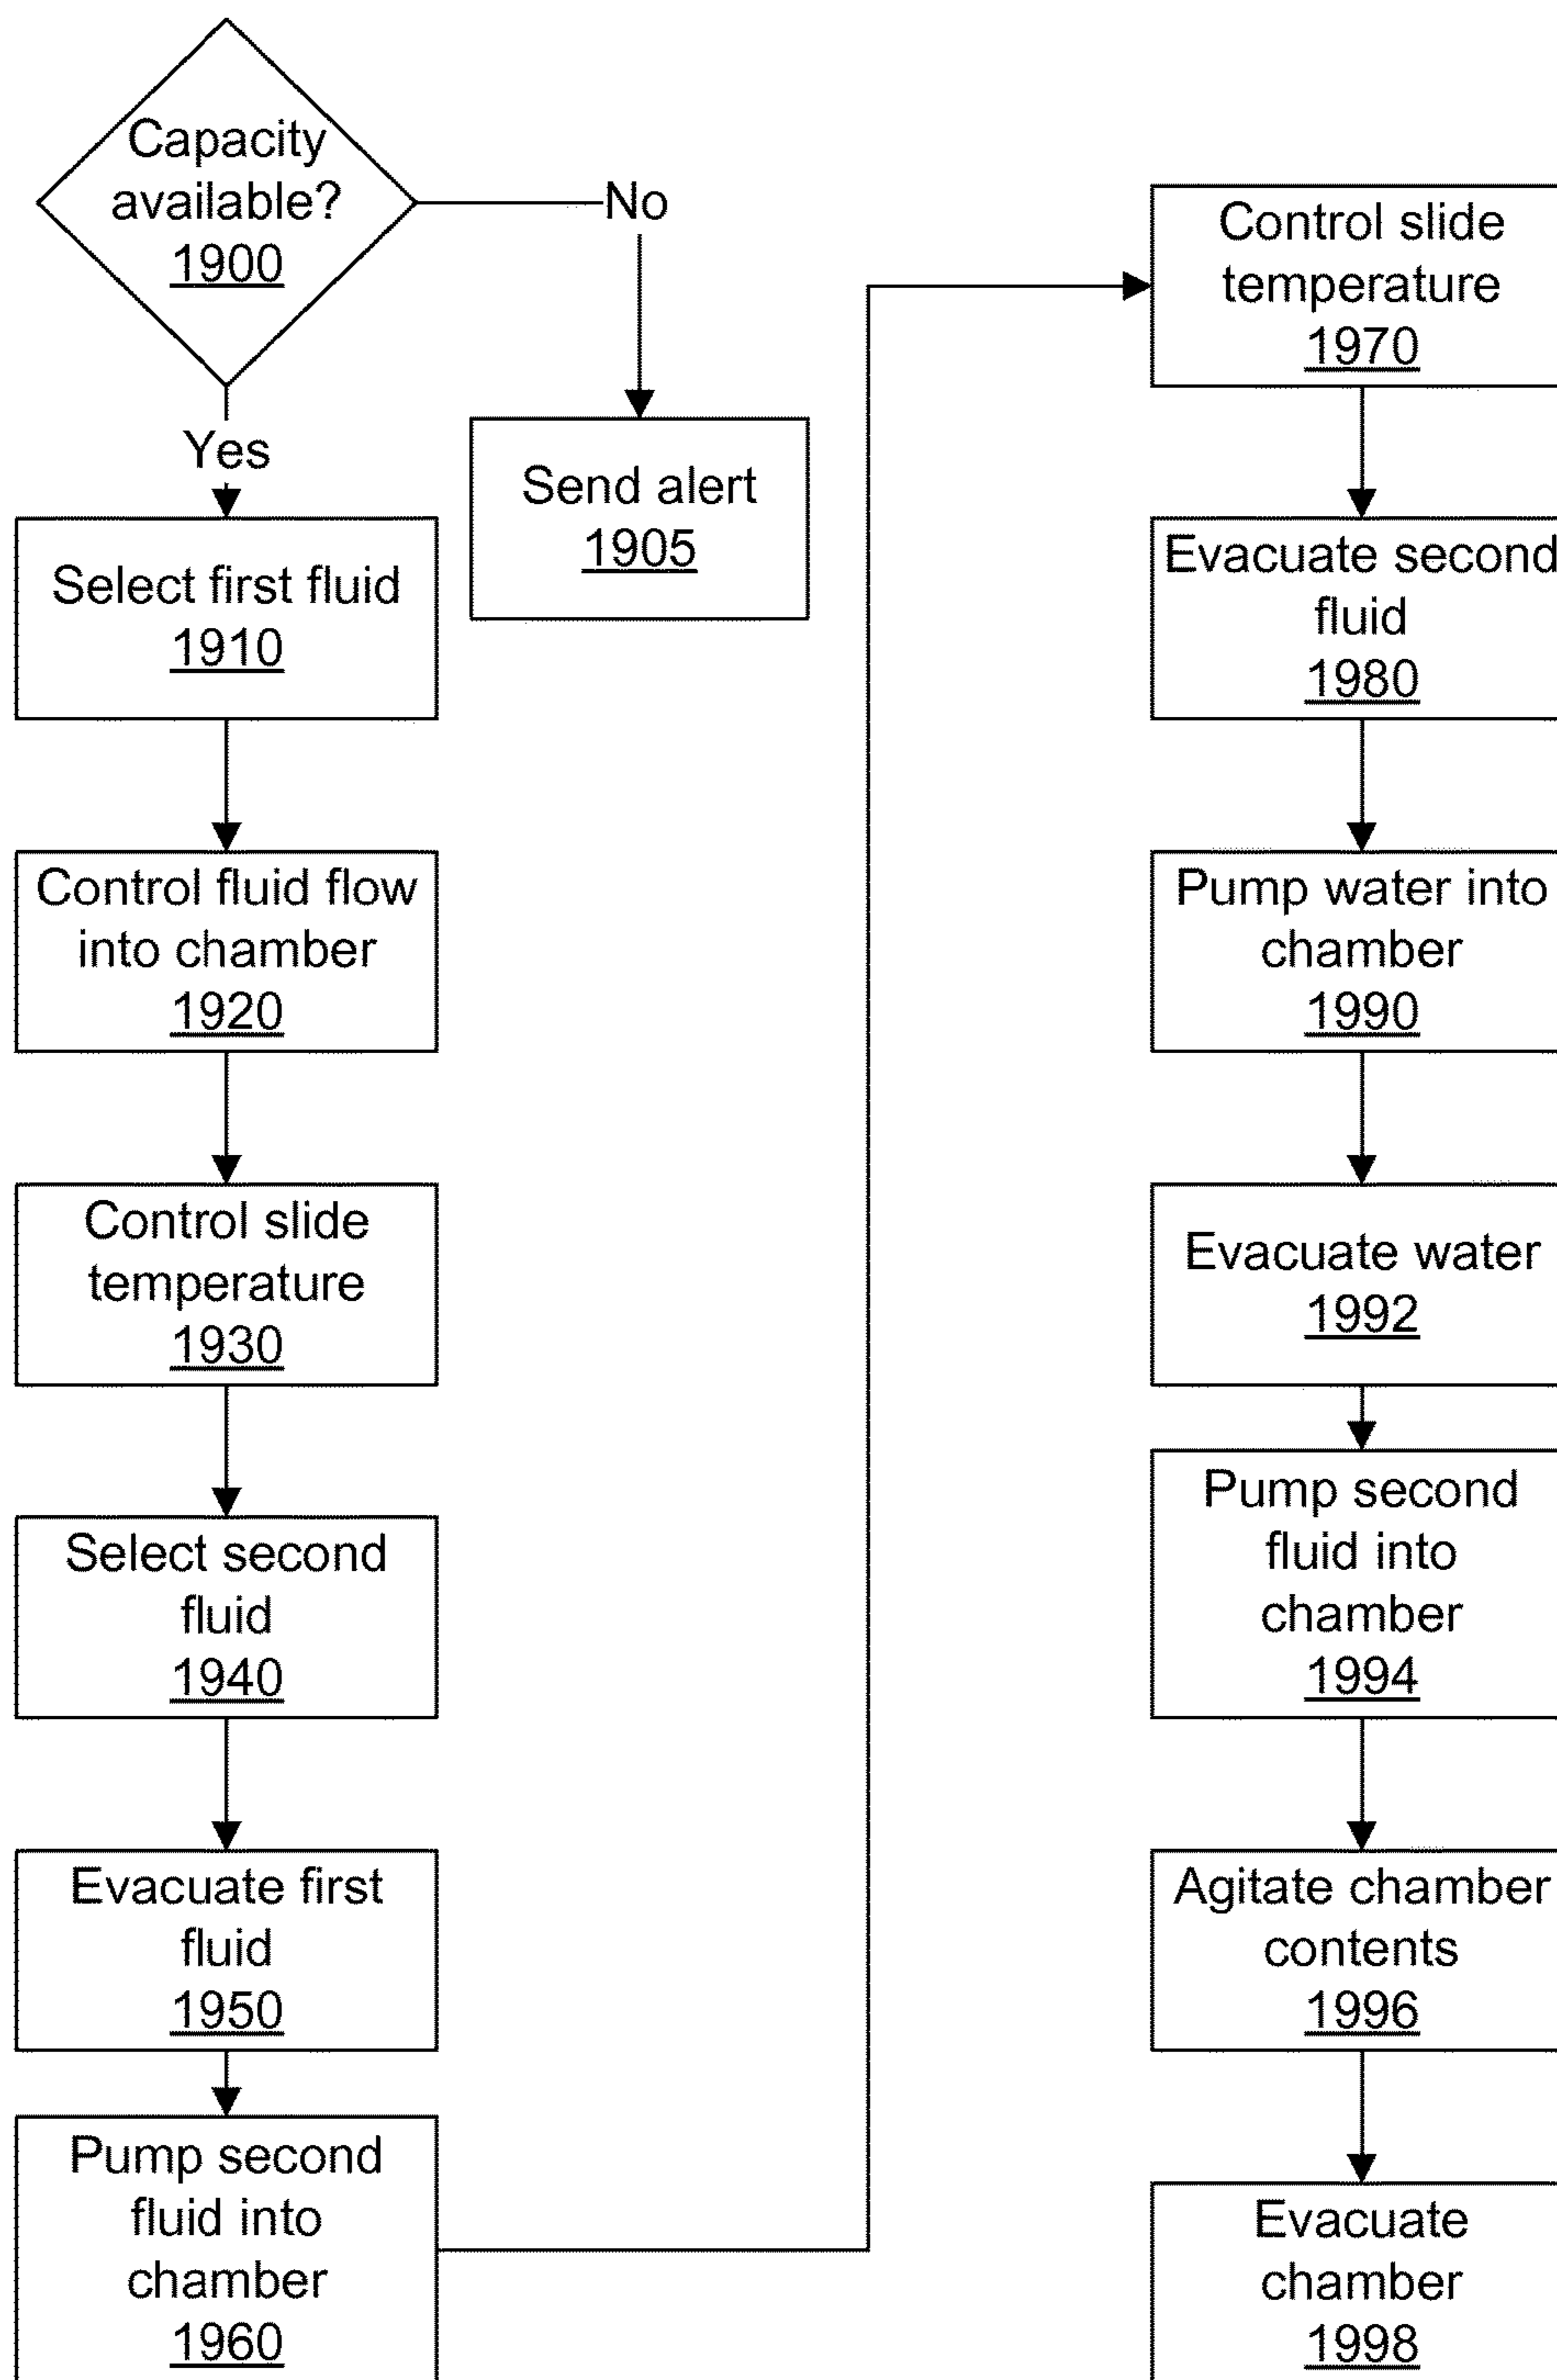 Capacity
available?
1900
No
Yes
Send alert
1905
Select first fluid
1910
Control fluid flow
into chamber
1920
Control slide
temperature
1930
Select second
fluid
1940
Evacuate first
fluid
1950
Pump second
fluid into
chamber
1960
Control slide
temperature
1970
Evacuate second
fluid
1980
Pump water into
chamber
1990
Evacuate water
1992
Pump second
fluid into
chamber
1994
Agitate chamber
contents
1996
Evacuate
chamber
1998